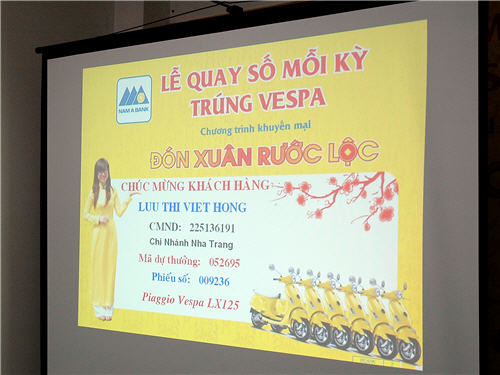 NAM A BANK
LỄ QUAY SỐ MỖI KỲ
TRÚNG VESPA
Chương trình khuyến mại
ĐÓN XUÂN RƯỚC LỘC
CHÚC MỪNG KHÁCH HÀNG
LUU THI VIET HONG
CMND: 225136191
Chi Nhánh Nha Trang
Mã dự thưởng: 052695
Phiếu số: 009236
Piaggio Vespa LX125